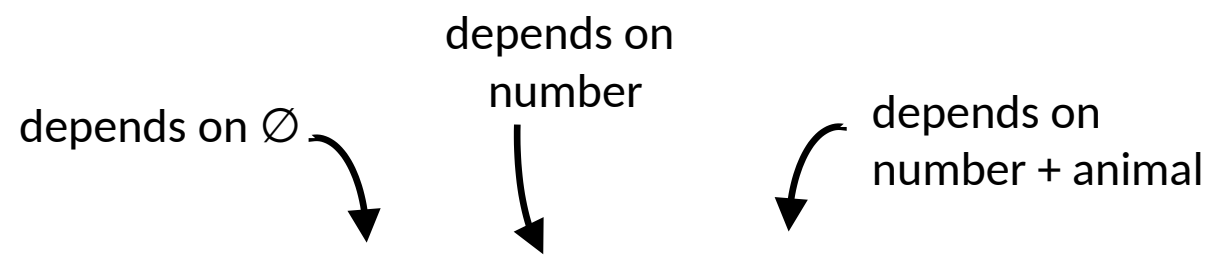 depends on ∅
depends on
number
depends on
number + animal